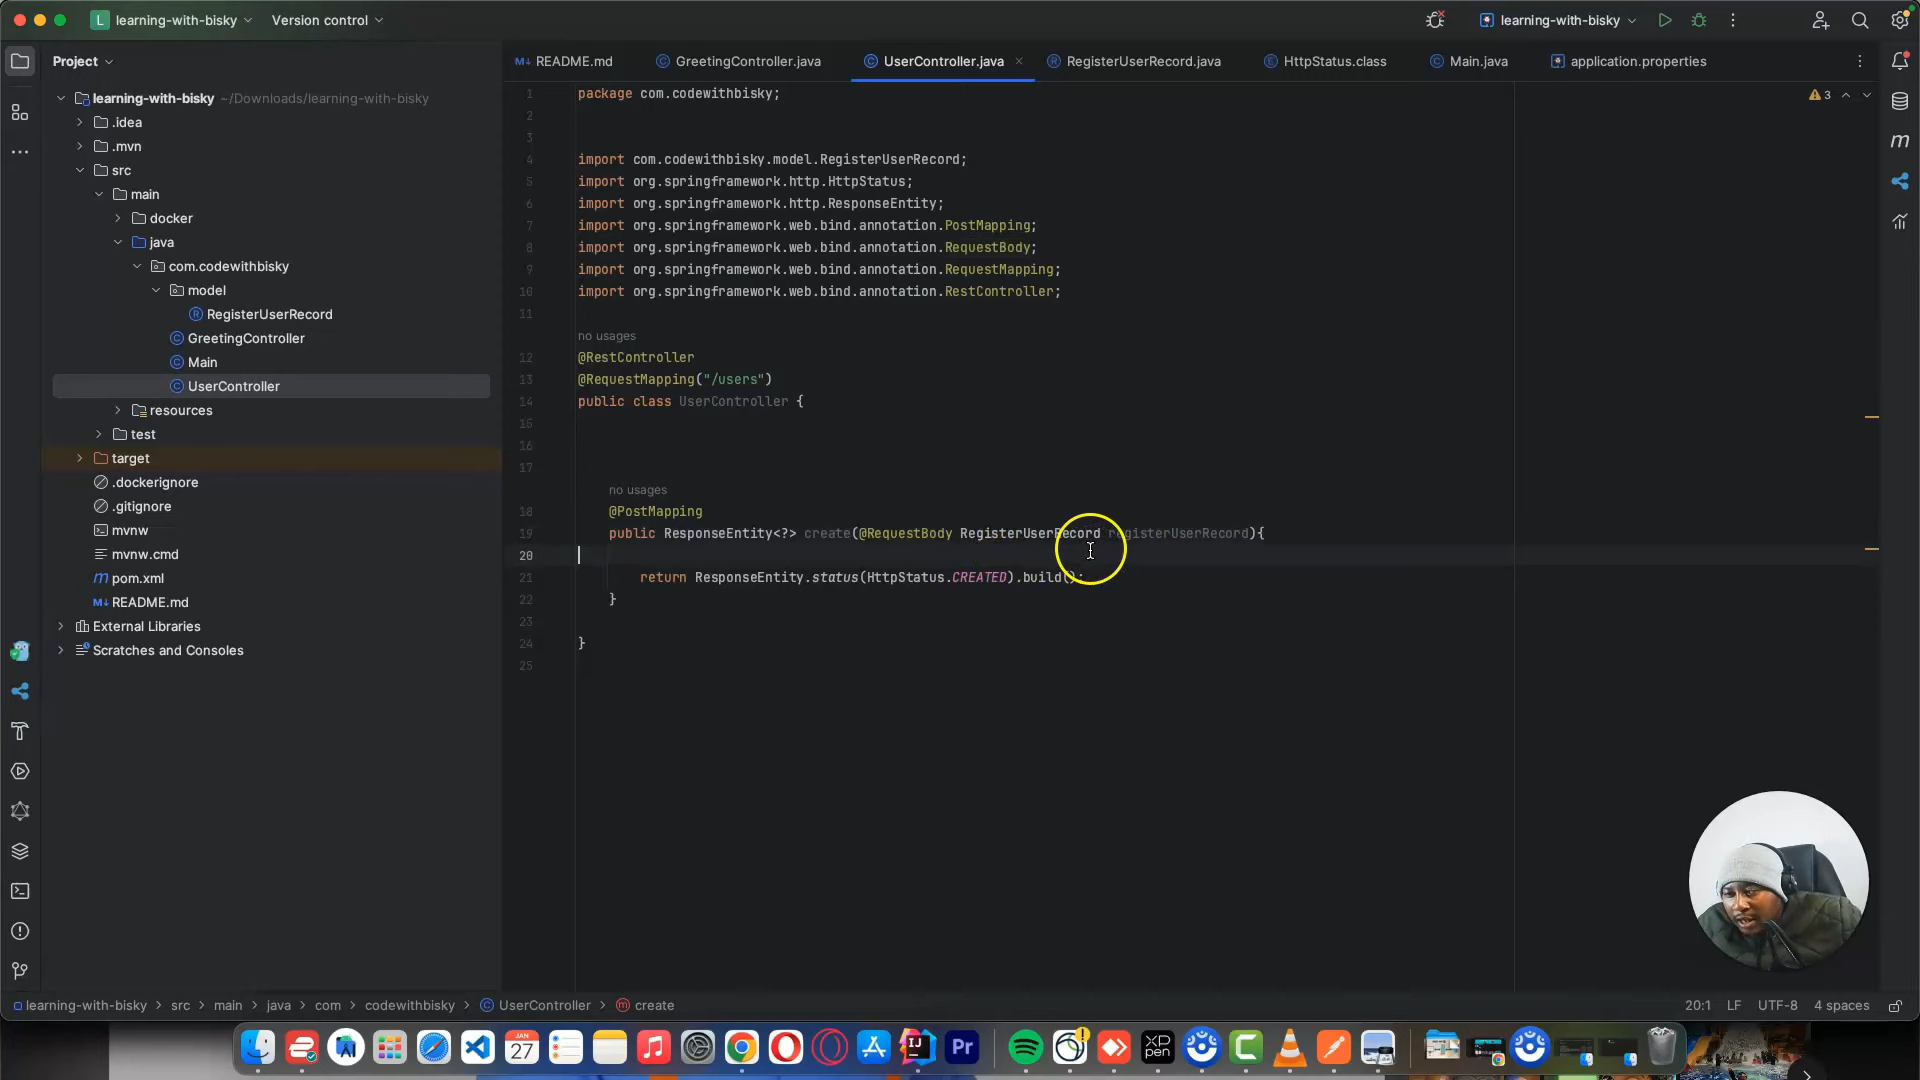 L learning-with-bisky
Version control
learning-with-bisky
Project
learning-with-bisky ~/Downloads/learning-with-bisky
.idea
.mvn
src
main
docker
java
com.codewithbisky
model
RegisterUserRecord
GreetingController
Main
UserController
resources
test
target
.dockerignore
.gitignore
mvnw
mvnw.cmd
pom.xml
README.md
External Libraries
Scratches and Consoles
README.md
GreetingController.java
UserController.java
RegisterUserRecord.java
HttpStatus.class
Main.java
application.properties
3
1 package com.codewithbisky;
2
3
4 import com.codewithbisky.model.RegisterUserRecord;
5 import org.springframework.http.HttpStatus;
6 import org.springframework.http.ResponseEntity;
7 import org.springframework.web.bind.annotation.PostMapping;
8 import org.springframework.web.bind.annotation.RequestBody;
9 import org.springframework.web.bind.annotation.RequestMapping;
10 import org.springframework.web.bind.annotation.RestController;
11
no usages
12 @RestController
13 @RequestMapping("/users")
14 public class UserController {
15
16
17
no usages
18 @PostMapping
19 public ResponseEntity<?> create(@RequestBody RegisterUserRecord registerUserRecord){
20
21 return ResponseEntity.status(HttpStatus.CREATED).build();
22 }
23
24 }
25
learning-with-bisky > src > main > java > com > codewithbisky > UserController > create
20:1 LF UTF-8 4 spaces
JAN
27
IJ
Pr
XP
pen